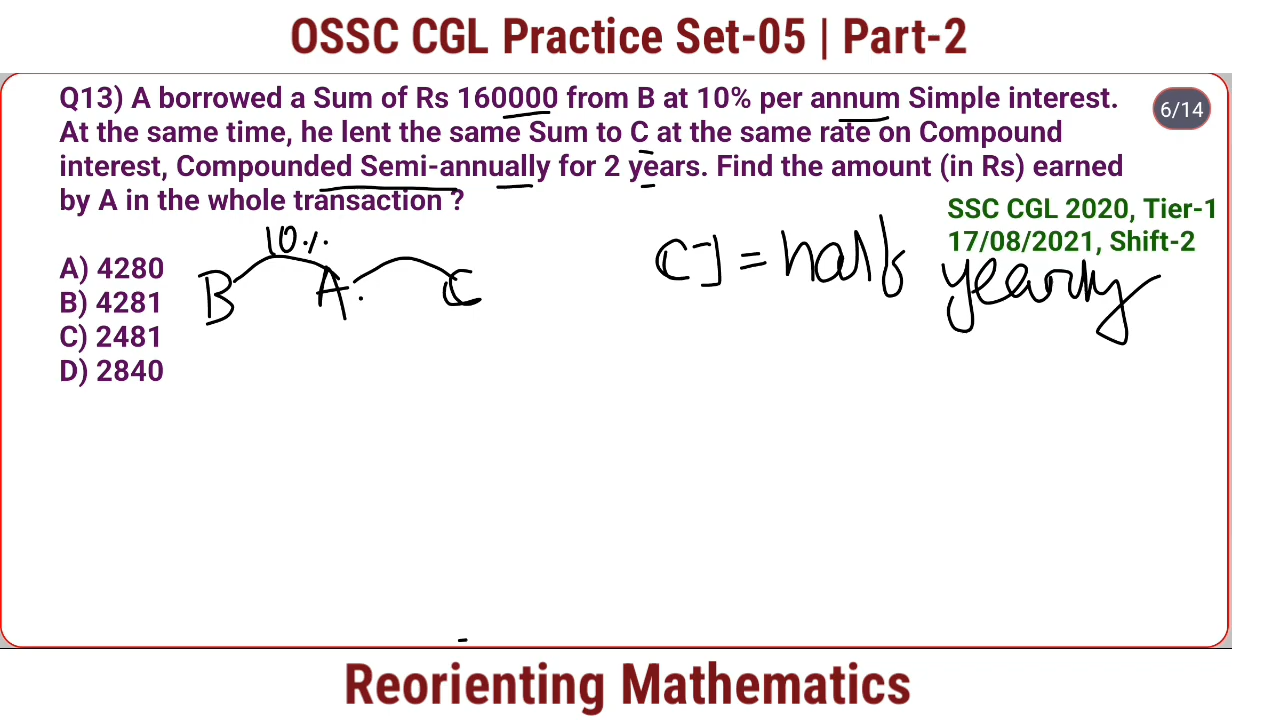 OSSC CGL Practice Set-05 | Part-2
Q13) A borrowed a Sum of Rs 160000 from B at 10% per annum Simple interest.
At the same time, he lent the same Sum to C at the same rate on Compound
interest, Compounded Semi-annually for 2 years. Find the amount (in Rs) earned
by A in the whole transaction ?
6/14
SSC CGL 2020, Tier-1
17/08/2021, Shift-2
A) 4280
B) 4281
C) 2481
D) 2840
10%
B A C
CI = half yearly
Reorienting Mathematics